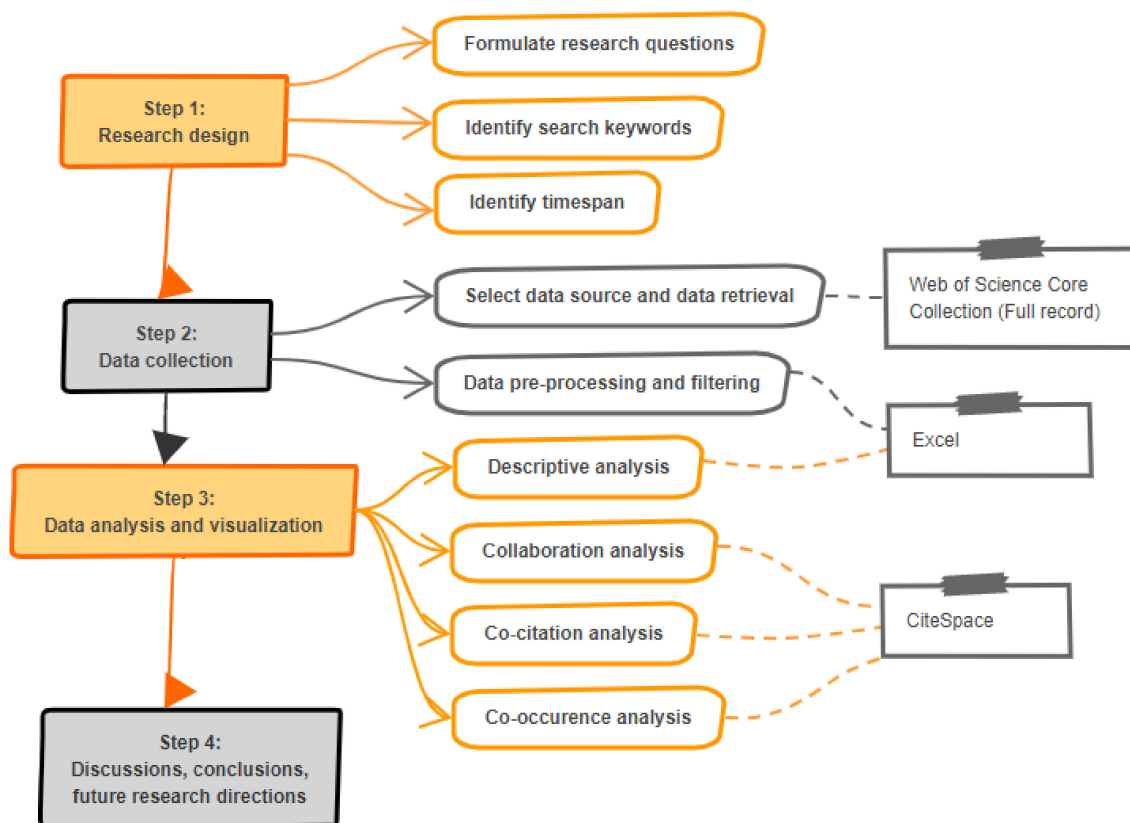 Formulate research questions
Step 1:
Research design
Identify search keywords
Identify timespan
Select data source and data retrieval
Web of Science Core
Collection (Full record)
Step 2:
Data collection
Data pre-processing and filtering
Excel
Descriptive analysis
Step 3:
Data analysis and visualization
Collaboration analysis
CiteSpace
Co-citation analysis
Co-occurence analysis
Step 4:
Discussions, conclusions,
future research directions